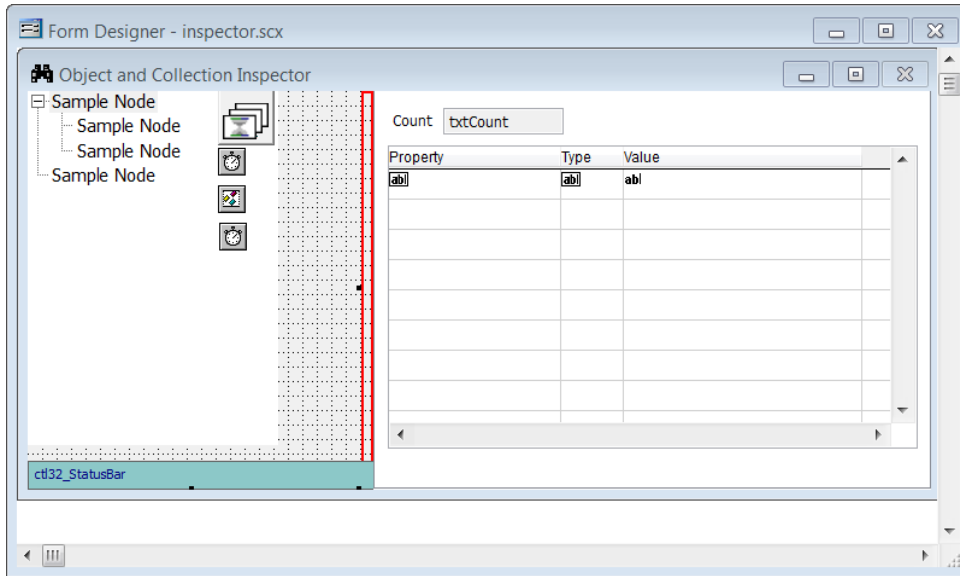 Form Designer - inspector.scx
Object and Collection Inspector
Sample Node
Sample Node
Sample Node
Sample Node
Count txtCount
Property Type Value
abl abl abl
ctl32_StatusBar